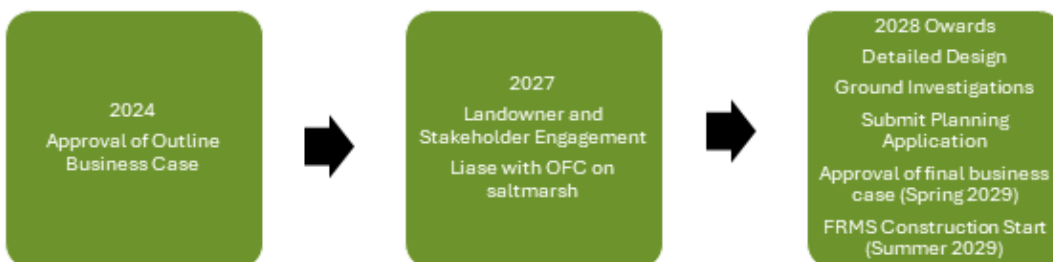 2024
Approval of Outline
Business Case
2027
Landowner and
Stakeholder Engagement
Liase with OFC on
saltmarsh
2028 Owards
Detailed Design
Ground Investigations
Submit Planning
Application
Approval of final business
case (Spring 2029)
FRMS Construction Start
(Summer 2029)